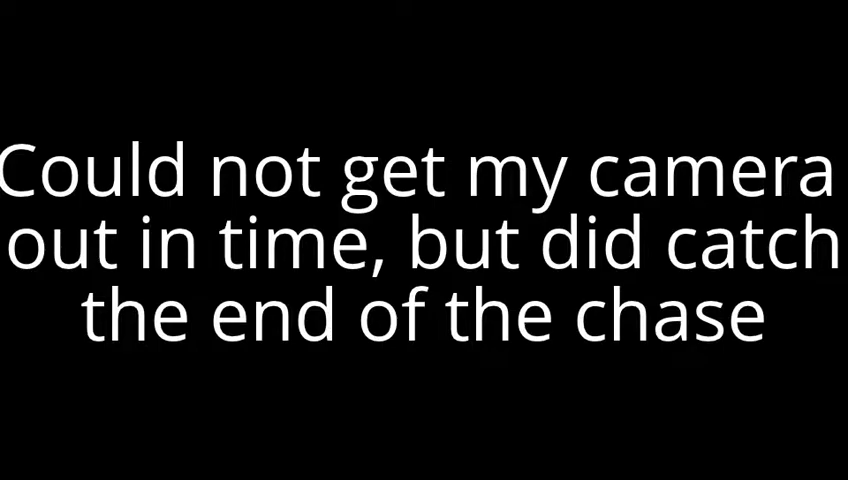 Could not get my camera
out in time, but did catch
the end of the chase